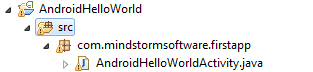 AndroidHelloWorld
src
com.mindstormsoftware.firstapp
AndroidHelloWorldActivity.java